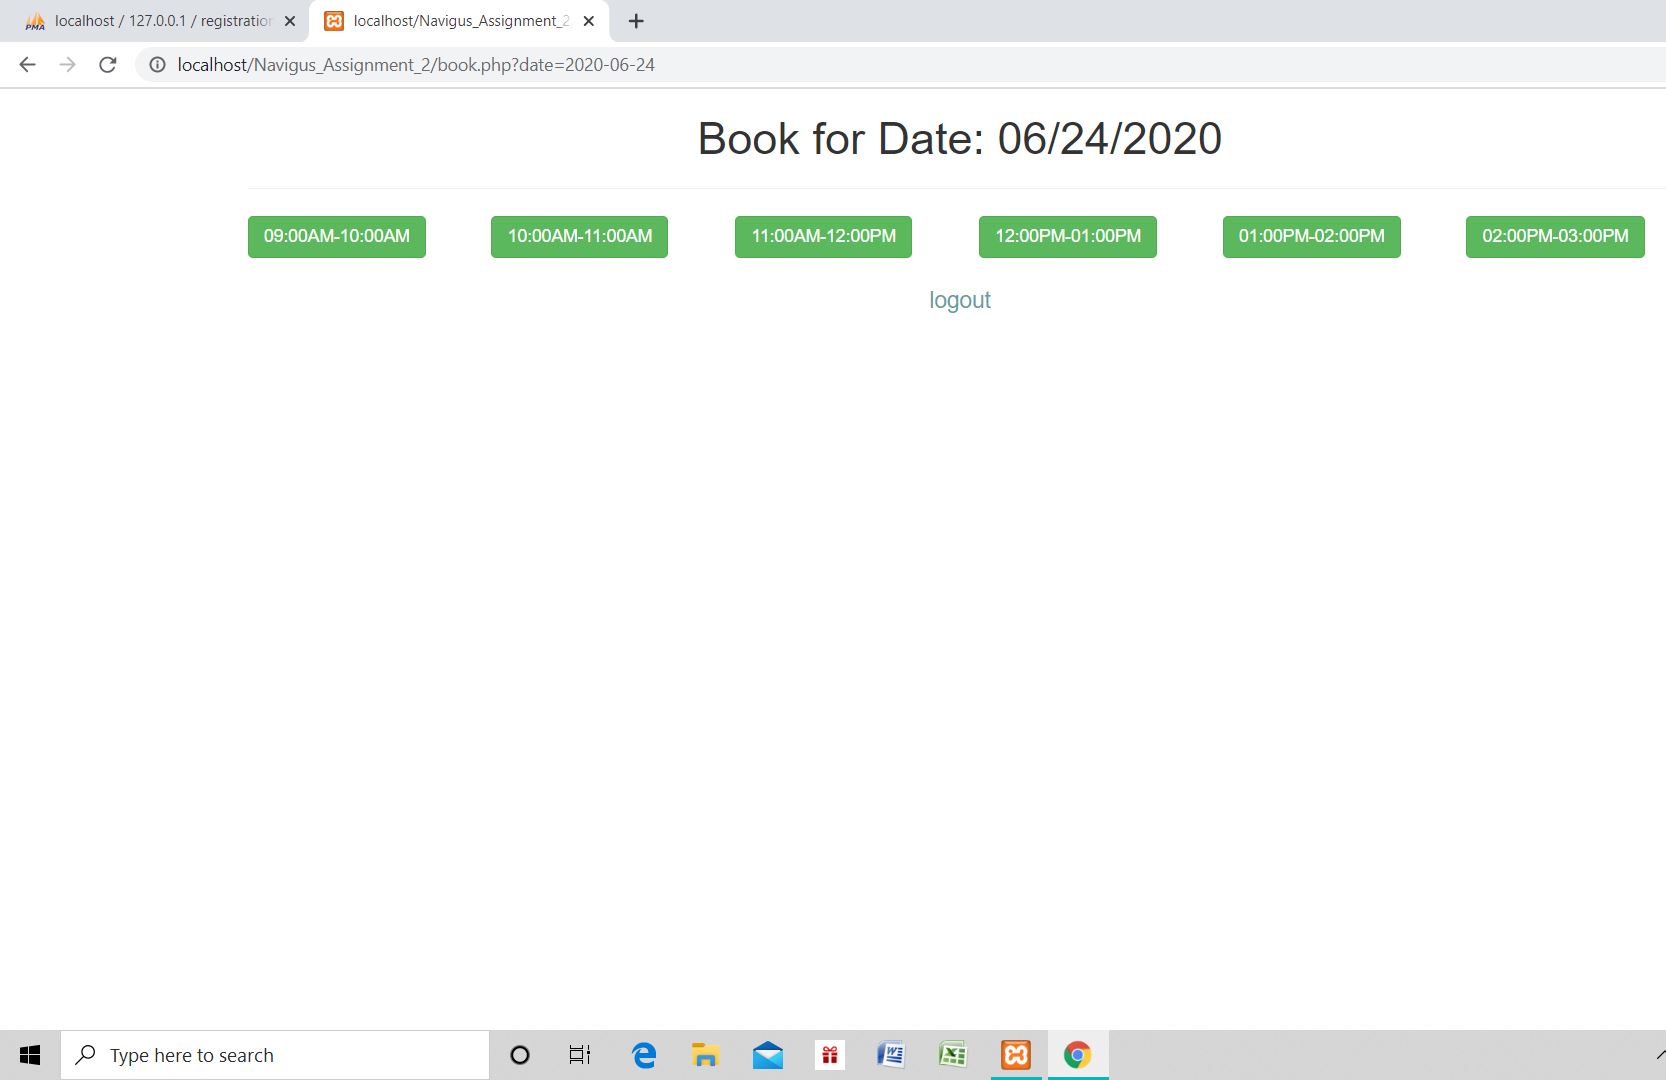 localhost / 127.0.0.1 / registration
localhost/Navigus_Assignment_2
localhost/Navigus_Assignment_2/book.php?date=2020-06-24
Book for Date: 06/24/2020
09:00AM-10:00AM 10:00AM-11:00AM 11:00AM-12:00PM 12:00PM-01:00PM 01:00PM-02:00PM 02:00PM-03:00PM
logout
Type here to search